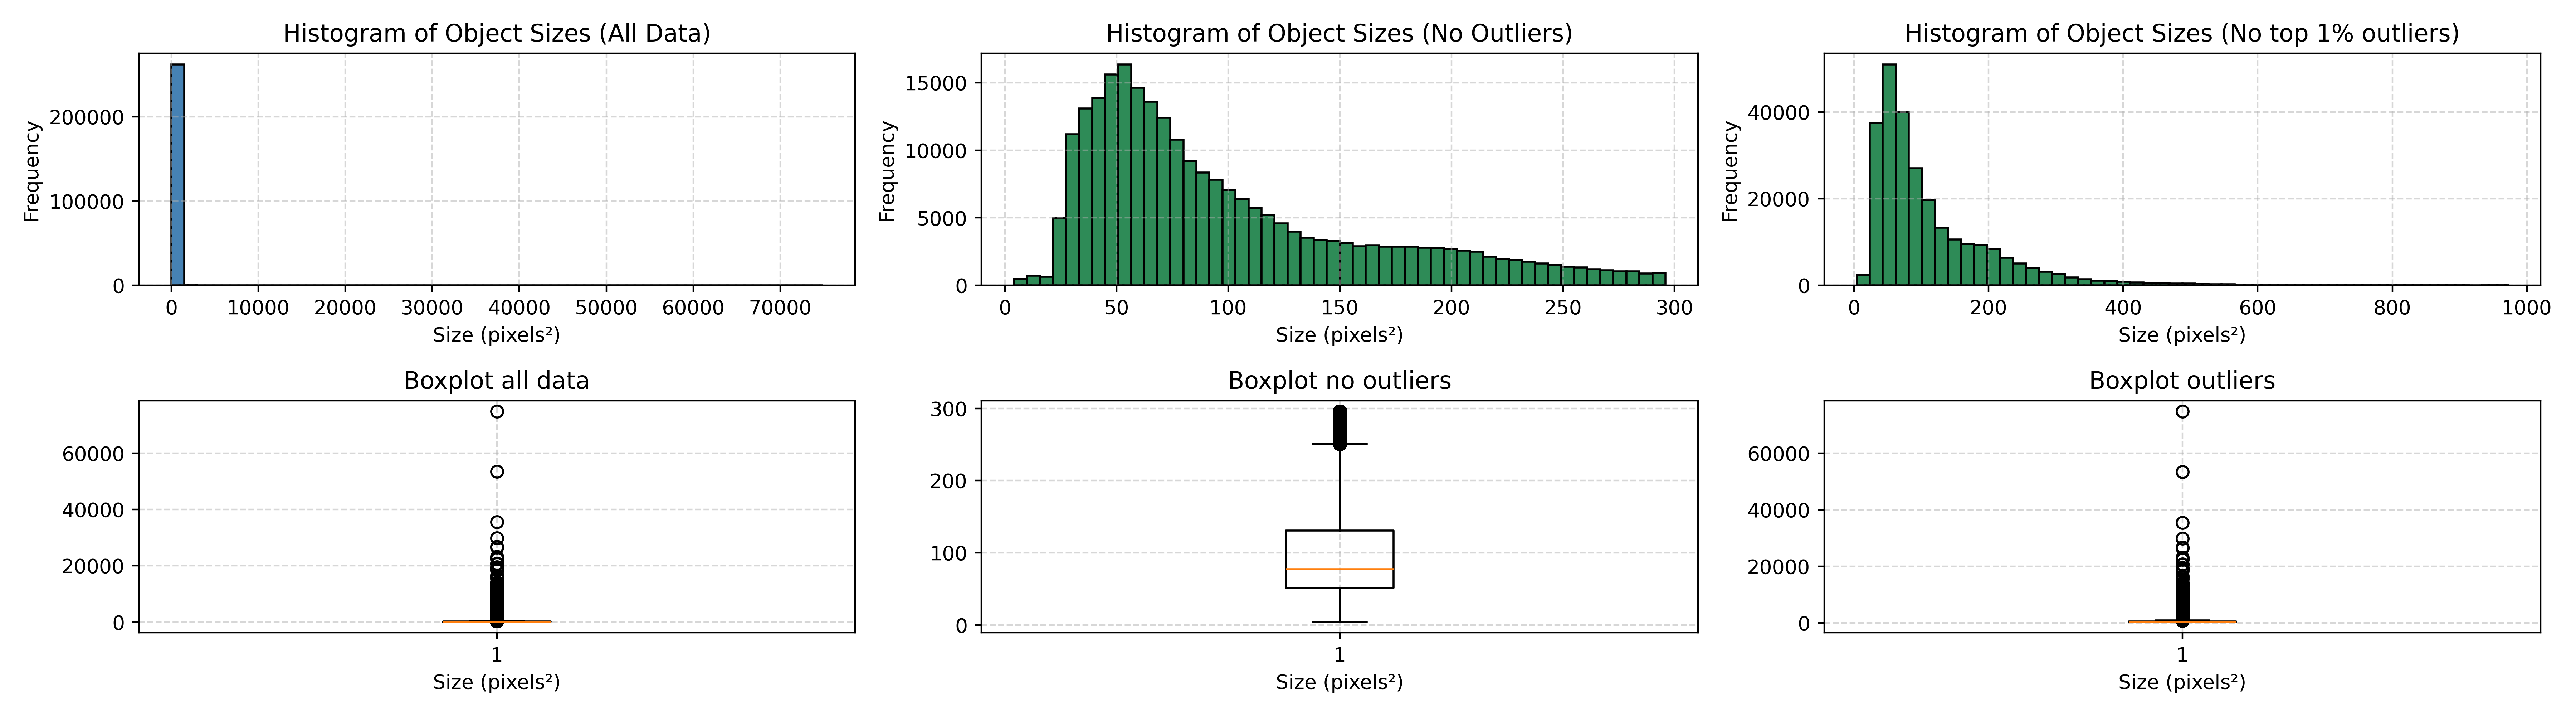 Histogram of Object Sizes (All Data)
Frequency
200000
100000
0
0 10000 20000 30000 40000 50000 60000 70000
Size (pixels²)
Histogram of Object Sizes (No Outliers)
Frequency
15000
10000
5000
0
0 50 100 150 200 250 300
Size (pixels²)
Histogram of Object Sizes (No top 1% outliers)
Frequency
40000
20000
0
0 200 400 600 800 1000
Size (pixels²)
Boxplot all data
60000
40000
20000
0
1
Size (pixels²)
Boxplot no outliers
300
200
100
0
1
Size (pixels²)
Boxplot outliers
60000
40000
20000
0
1
Size (pixels²)